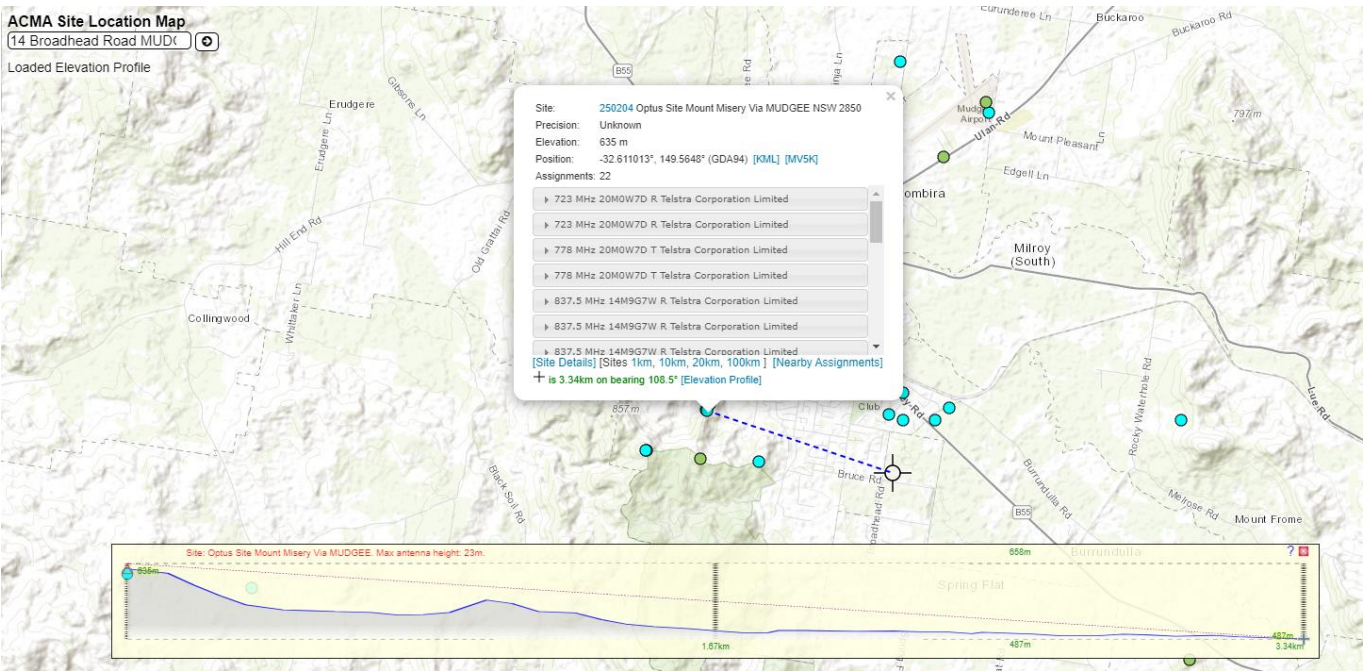 ACMA Site Location Map
14 Broadhead Road MUD
Loaded Elevation Profile
Eurunderee Ln
Buckaroo
Buckaroo Rd
B55
Gibsons Ln
Erudgere
Erudgere Ln
Mudgee Airport
Ulan-Rd
Mount-Pleasant Ln
797m
Edgell Ln
ombira
Hill End Rd
Old Grattai Rd
Milroy
(South)
Collingwood
Whittaker Ln
Site: 250204 Optus Site Mount Misery Via MUDGEE NSW 2850
Precision: Unknown
Elevation: 635 m
Position: -32.611013°, 149.5648° (GDA94) [KML] [MV5K]
Assignments: 22
723 MHz 20M0W7D R Telstra Corporation Limited
723 MHz 20M0W7D R Telstra Corporation Limited
778 MHz 20M0W7D T Telstra Corporation Limited
778 MHz 20M0W7D T Telstra Corporation Limited
837.5 MHz 14M9G7W R Telstra Corporation Limited
837.5 MHz 14M9G7W R Telstra Corporation Limited
837.5 MHz 14M9G7W R Telstra Corporation Limited
[Site Details] [Sites 1km, 10km, 20km, 100km ] [Nearby Assignments]
is 3.34km on bearing 108.5° [Elevation Profile]
857m
Club
ey-Rd
Rocky Waterhole Rd
Lue-Rd
Black Soil Rd
Bruce Rd
Broadhead Rd
Burrundulla Rd
B55
Melrose Rd
Mount Frome
Site: Optus Site Mount Misery Via MUDGEE. Max antenna height: 23m.
658m
Burrundulla
?
635m
Spring Flat
1.67km
487m
487m
3.34km